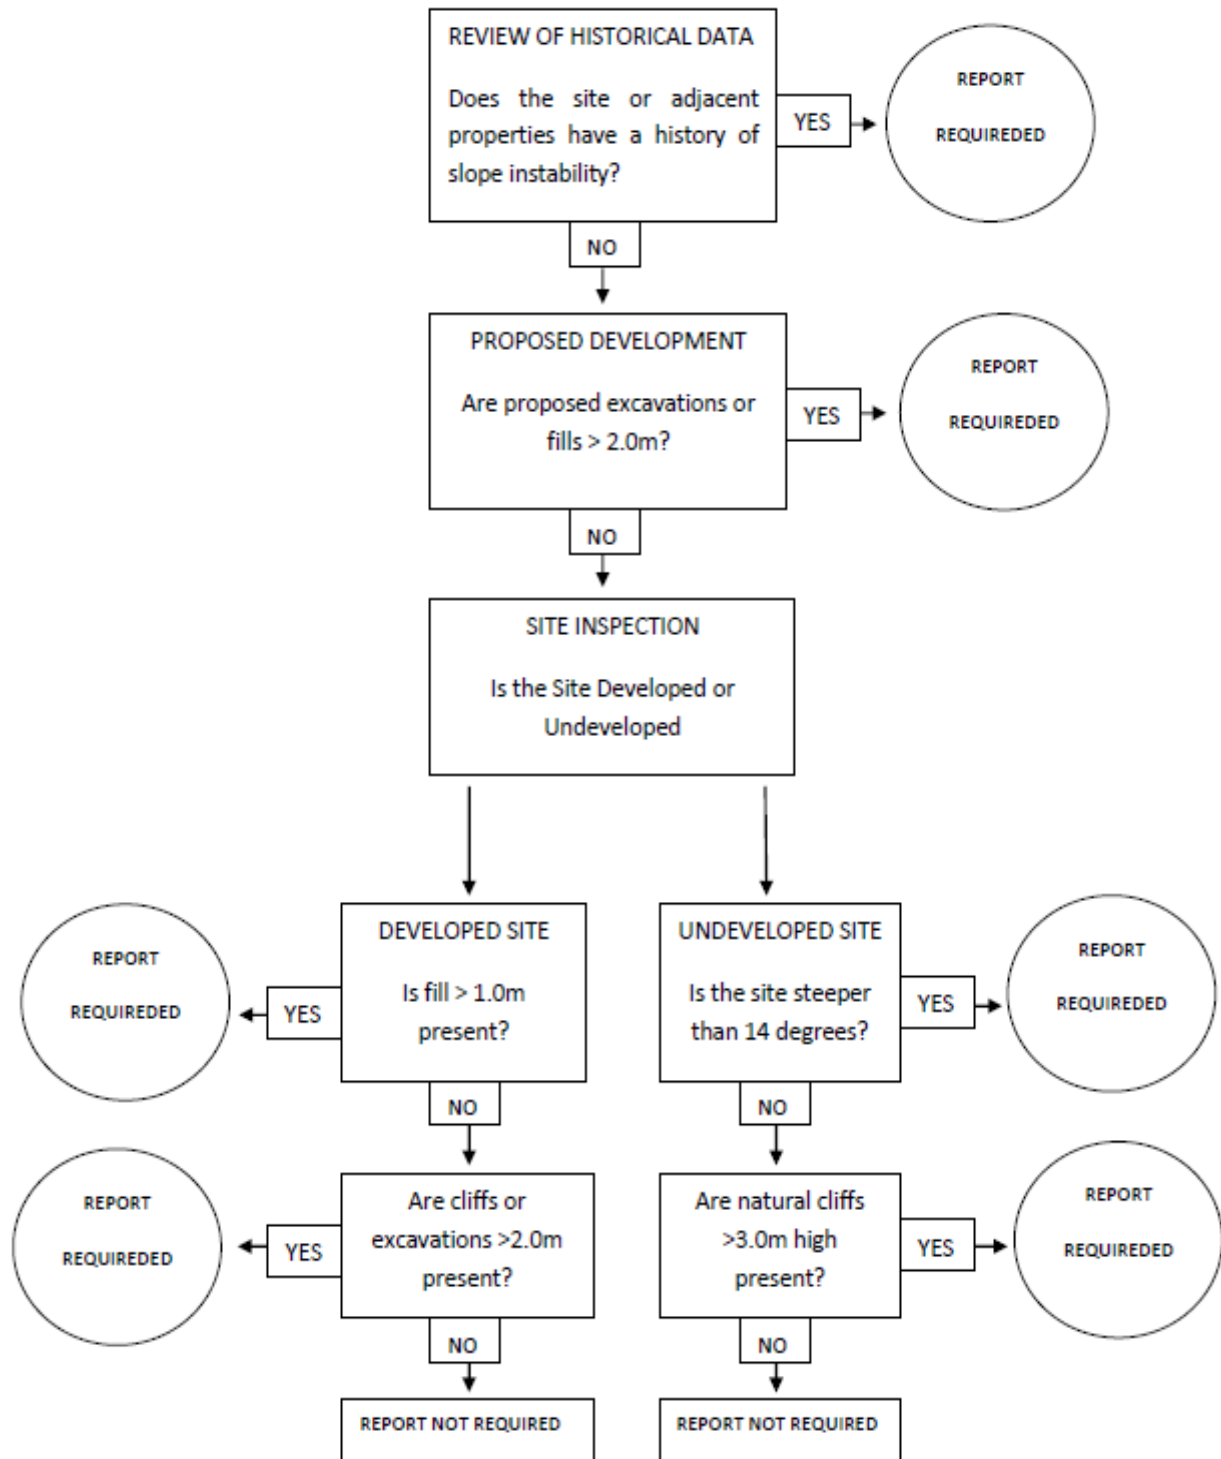 REVIEW OF HISTORICAL DATA
Does the site or adjacent
properties have a history of
slope instability?
YES
REPORT
REQUIREDED
NO
PROPOSED DEVELOPMENT
Are proposed excavations or
fills > 2.0m?
YES
REPORT
REQUIREDED
NO
SITE INSPECTION
Is the Site Developed or
Undeveloped
DEVELOPED SITE
Is fill > 1.0m
present?
YES
REPORT
REQUIREDED
NO
Are cliffs or
excavations >2.0m
present?
YES
REPORT
REQUIREDED
NO
REPORT NOT REQUIRED
UNDEVELOPED SITE
Is the site steeper
than 14 degrees?
YES
REPORT
REQUIREDED
NO
Are natural cliffs
>3.0m high
present?
YES
REPORT
REQUIREDED
NO
REPORT NOT REQUIRED